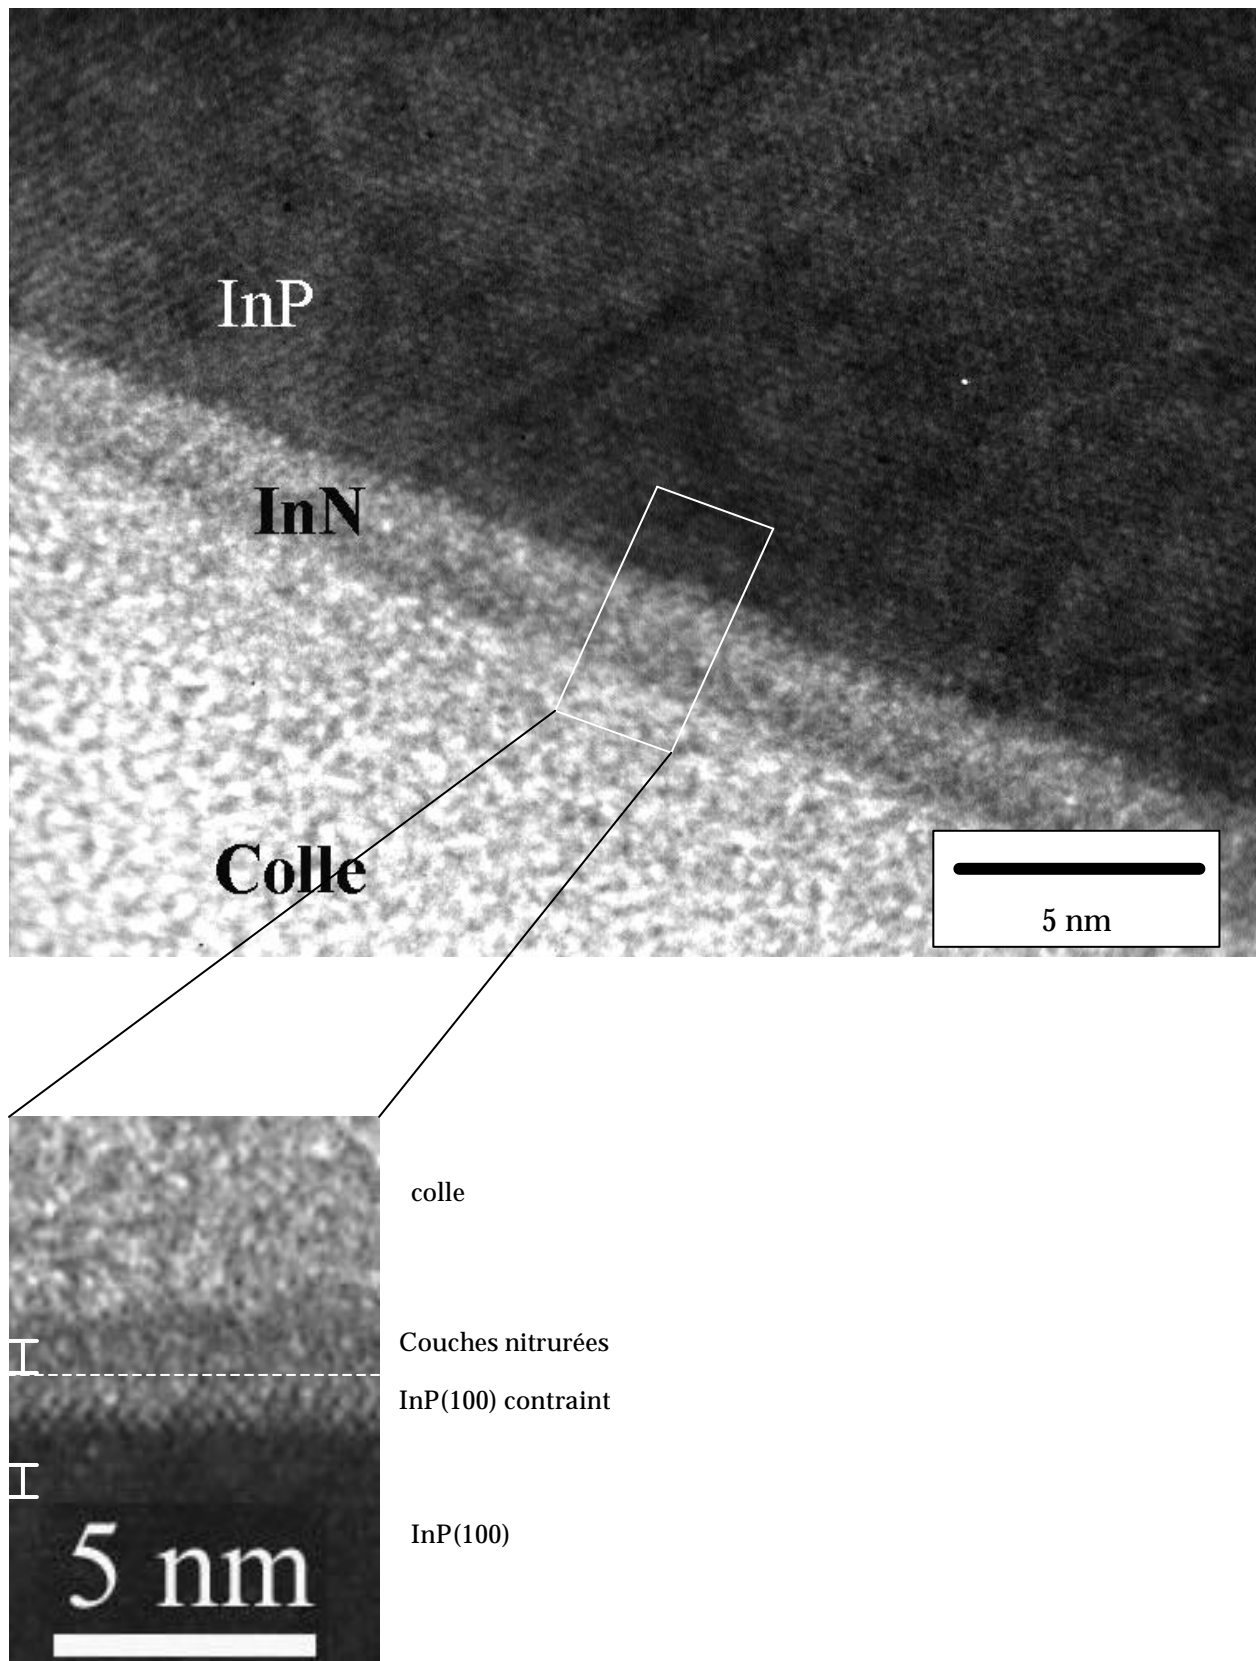 InP
InN
Colle
5 nm
colle
Couches nitrurées
InP(100) contraint
InP(100)
5 nm